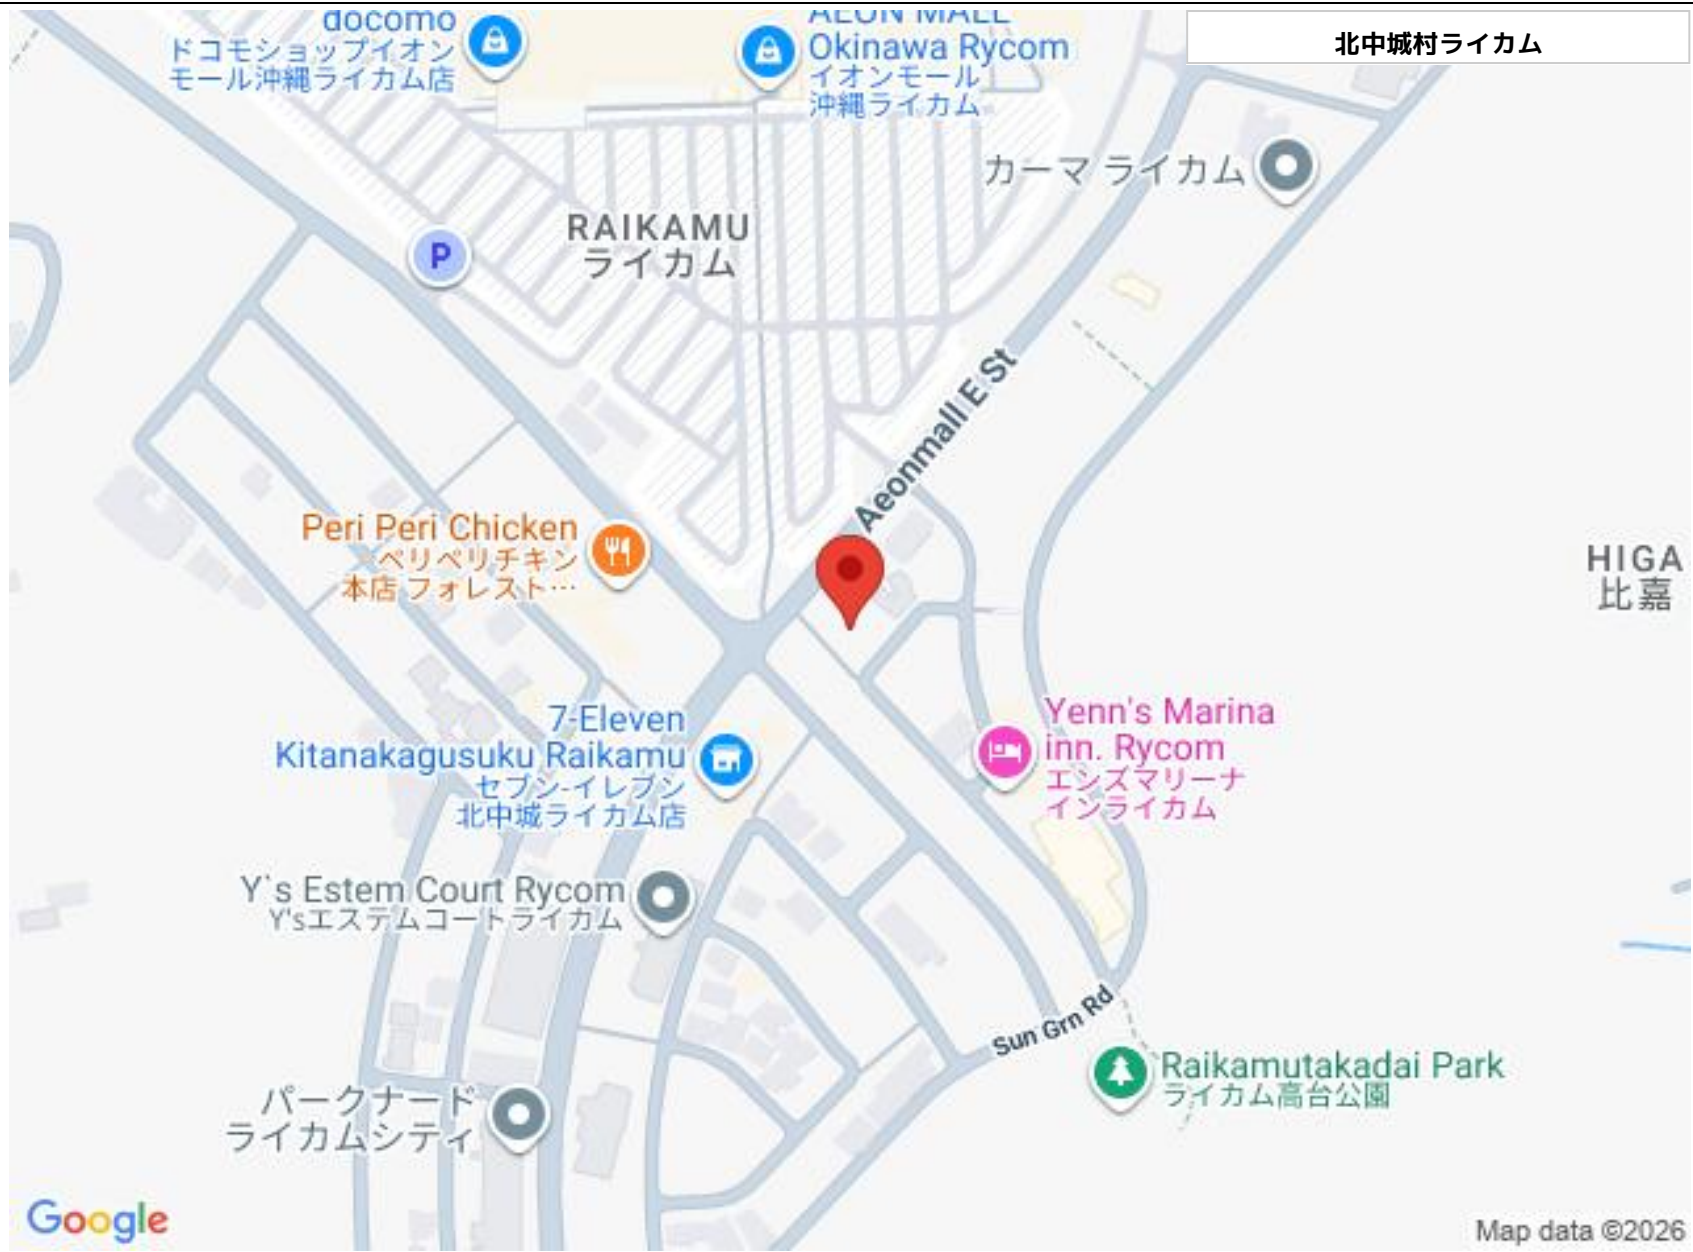 docomo
ドコモショップイオン
モール沖縄ライカム店
AEON MALL
Okinawa Rycom
イオンモール
沖縄ライカム
北中城村ライカム
カーマ ライカム
P
RAIKAMU
ライカム
Aeonmall E St
Peri Peri Chicken
ペリペリチキン
本店 フォレスト…
HIGA
比嘉
7-Eleven
Kitanakagusuku Raikamu
セブン-イレブン
北中城ライカム店
Yenn's Marina
inn. Rycom
エンズマリーナ
インライカム
Y`s Estem Court Rycom
Y'sエステムコートライカム
Sun Grn Rd
Raikamutakadai Park
ライカム高台公園
パークナード
ライカムシティ
Google
Map data ©2026